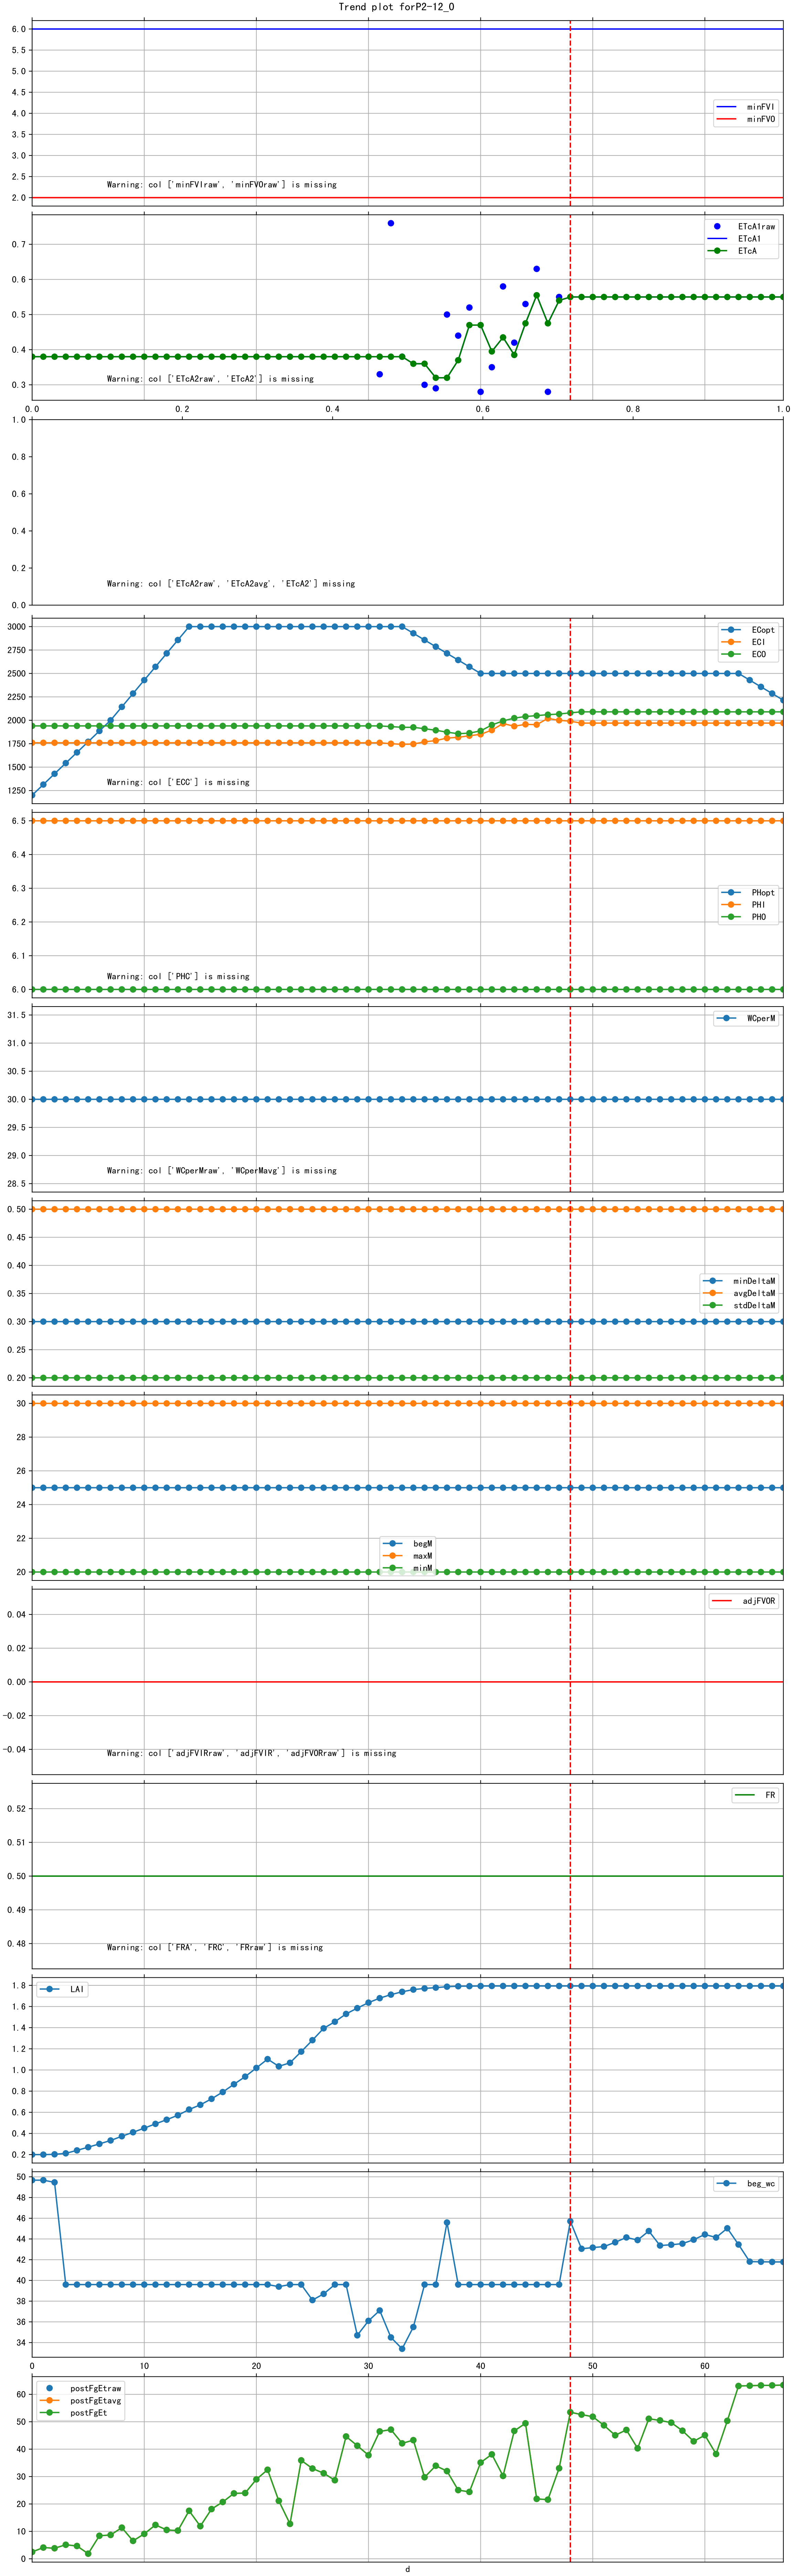 Trend plot forP2-12_0
6.0
5.5
5.0
4.5
4.0
3.5
3.0
2.5
2.0
minFVI
minFVO
Warning: col ['minFVIraw', 'minFVOraw'] is missing
0.7
0.6
0.5
0.4
0.3
ETcA1raw
ETcA1
ETcA
Warning: col ['ETcA2raw', 'ETcA2'] is missing
0.0 0.2 0.4 0.6 0.8 1.0
1.0
0.8
0.6
0.4
0.2
0.0
Warning: col ['ETcA2raw', 'ETcA2avg', 'ETcA2'] missing
3000
2750
2500
2250
2000
1750
1500
1250
ECopt
ECI
ECO
Warning: col ['ECC'] is missing
6.5
6.4
6.3
6.2
6.1
6.0
PHopt
PHI
PHO
Warning: col ['PHC'] is missing
31.5
31.0
30.5
30.0
29.5
29.0
28.5
WCperM
Warning: col ['WCperMraw', 'WCperMavg'] is missing
0.50
0.45
0.40
0.35
0.30
0.25
0.20
minDeltaM
avgDeltaM
stdDeltaM
30
28
26
24
22
20
begM
maxM
minM
0.04
0.02
0.00
-0.02
-0.04
adjFVOR
Warning: col ['adjFVIRraw', 'adjFVIR', 'adjFVORraw'] is missing
0.52
0.51
0.50
0.49
0.48
FR
Warning: col ['FRA', 'FRC', 'FRraw'] is missing
1.8
1.6
1.4
1.2
1.0
0.8
0.6
0.4
0.2
LAI
50
48
46
44
42
40
38
36
34
beg_wc
0 10 20 30 40 50 60
60
50
40
30
20
10
0
postFgEtraw
postFgEtavg
postFgEt
d